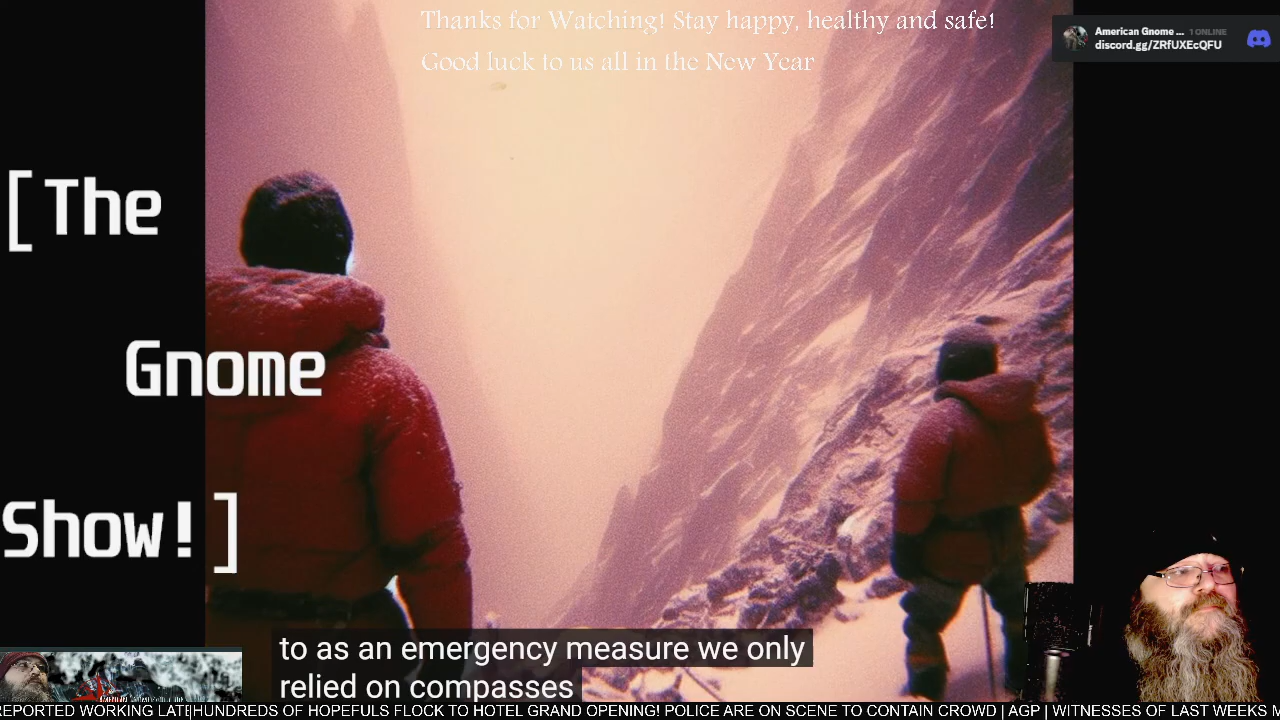 Thanks for Watching! Stay happy, healthy and safe!
Good luck to us all in the New Year
American Gnome ... 1 ONLINE
discord.gg/ZRfUXEcQFU
[The
Gnome
Show! ]
to as an emergency measure we only
relied on compasses
REPORTED WORKING LATE|HUNDREDS OF HOPEFULS FLOCK TO HOTEL GRAND OPENING! POLICE ARE ON SCENE TO CONTAIN CROWD | AGP | WITNESSES OF LAST WEEKS M